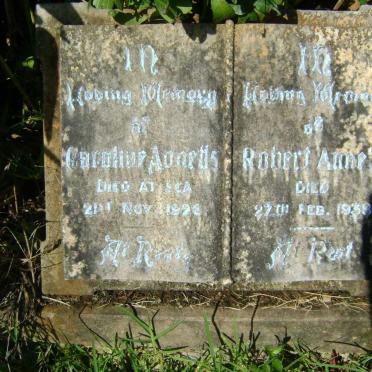 In
Loving Memory
of
Caroline Annetts
Died at sea
21st Nov. 1928
At Rest
In
Loving Memory
of
Robert Anne
Died
27th Feb. 1938
At Rest